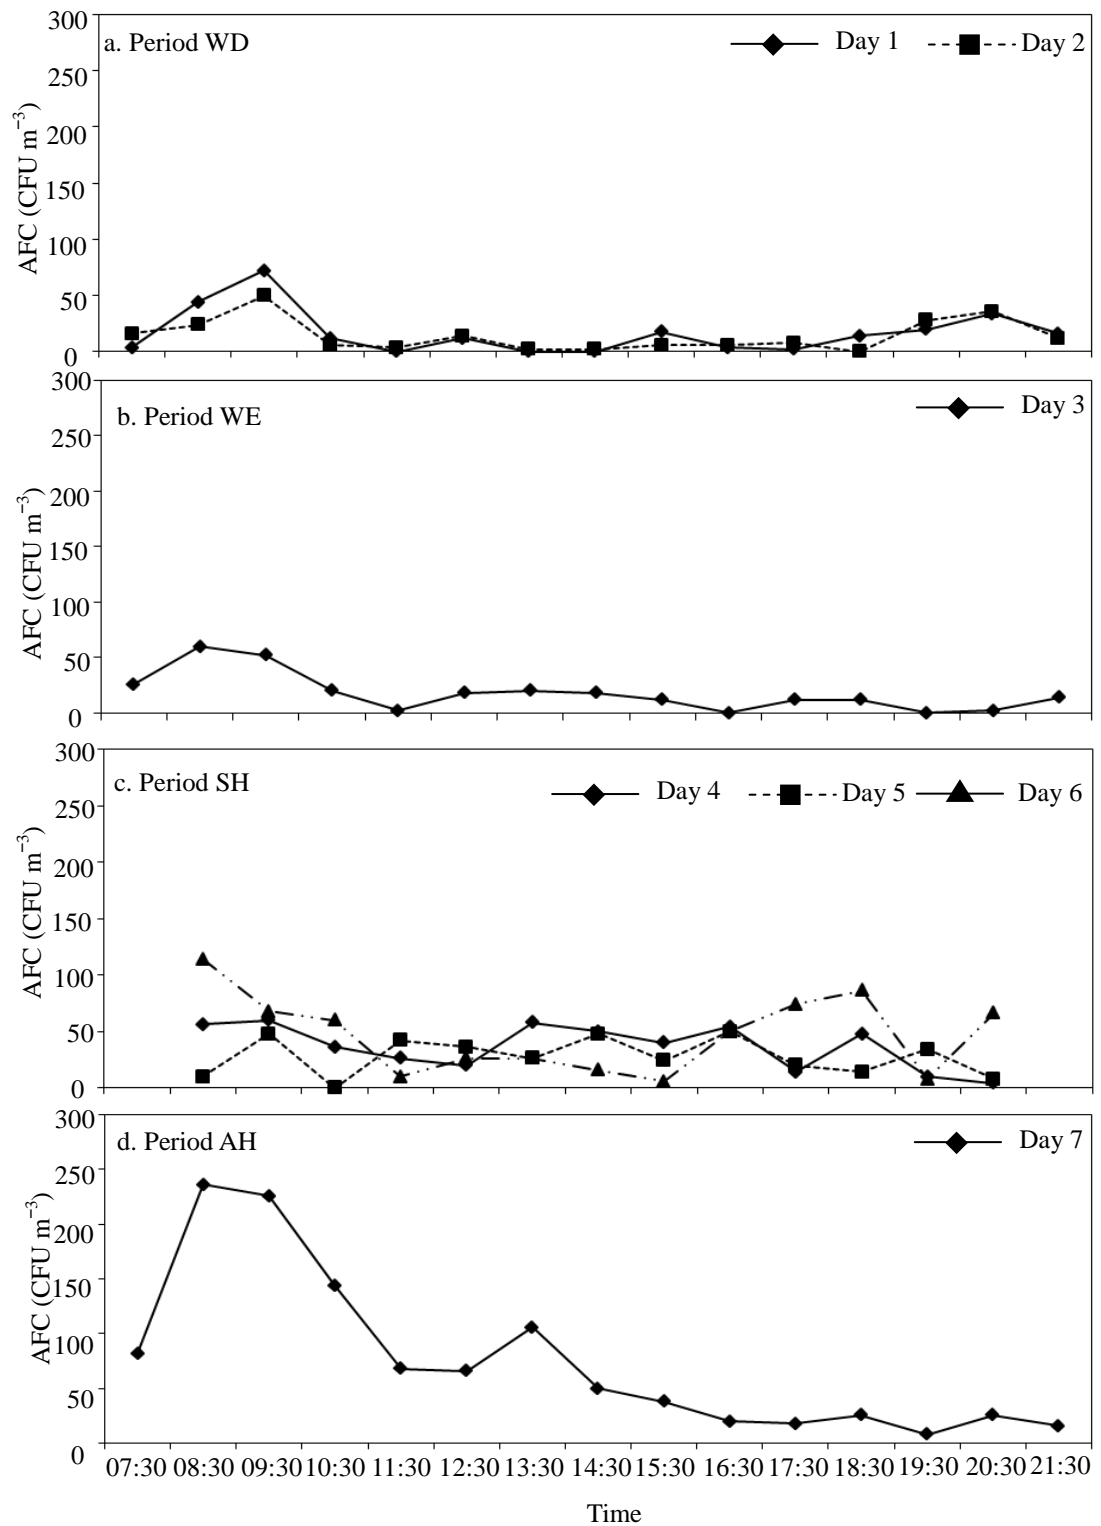 a. Period WD
Day 1
Day 2
300
250
200
150
100
50
0
AFC (CFU m⁻³)
b. Period WE
Day 3
300
250
200
150
100
50
0
AFC (CFU m⁻³)
c. Period SH
Day 4
Day 5
Day 6
300
250
200
150
100
50
0
AFC (CFU m⁻³)
d. Period AH
Day 7
300
250
200
150
100
50
0
AFC (CFU m⁻³)
07:30 08:30 09:30 10:30 11:30 12:30 13:30 14:30 15:30 16:30 17:30 18:30 19:30 20:30 21:30
Time